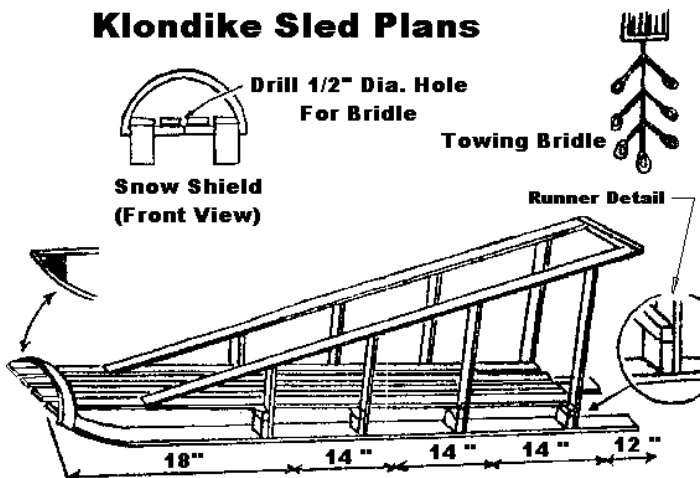 Klondike Sled Plans
Drill 1/2" Dia. Hole
For Bridle
Towing Bridle
Snow Shield
(Front View)
Runner Detail
18" 14" 14" 14" 12"